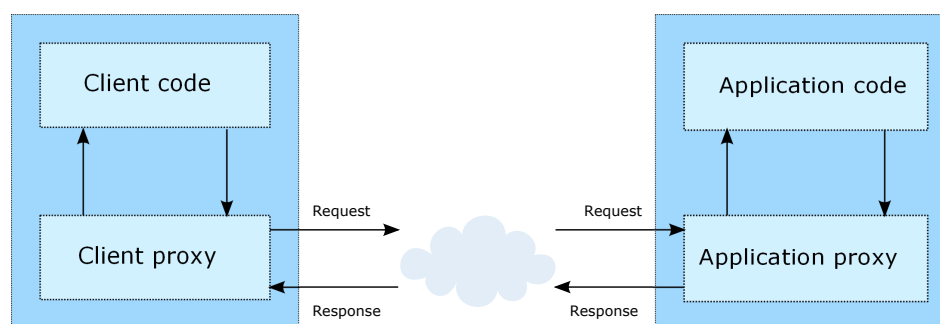 Client code
Application code
Request
Request
Client proxy
Application proxy
Response
Response